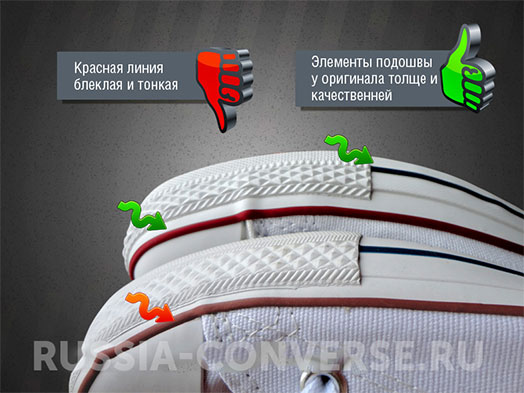 Красная линия
блеклая и тонкая
Элементы подошвы
у оригинала толще и
качественней
RUSSIA-CONVERSE.RU